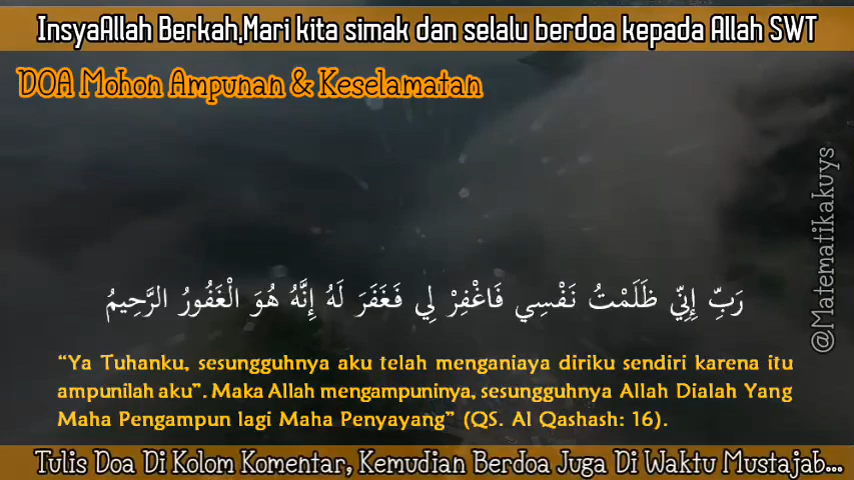 InsyaAllah Berkah,Mari kita simak dan selalu berdoa kepada Allah SWT
DOA Mohon Ampunan & Keselamatan
@Matematikakuys
رَبِّ إِنِّي ظَلَمْتُ نَفْسِي فَاغْفِرْ لِي فَغَفَرَ لَهُ إِنَّهُ هُوَ الْغَفُورُ الرَّحِيمُ
“Ya Tuhanku, sesungguhnya aku telah menganiaya diriku sendiri karena itu
ampunilah aku”. Maka Allah mengampuninya, sesungguhnya Allah Dialah Yang
Maha Pengampun lagi Maha Penyayang” (QS. Al Qashash: 16).
Tulis Doa Di Kolom Komentar, Kemudian Berdoa Juga Di Waktu Mustajab...